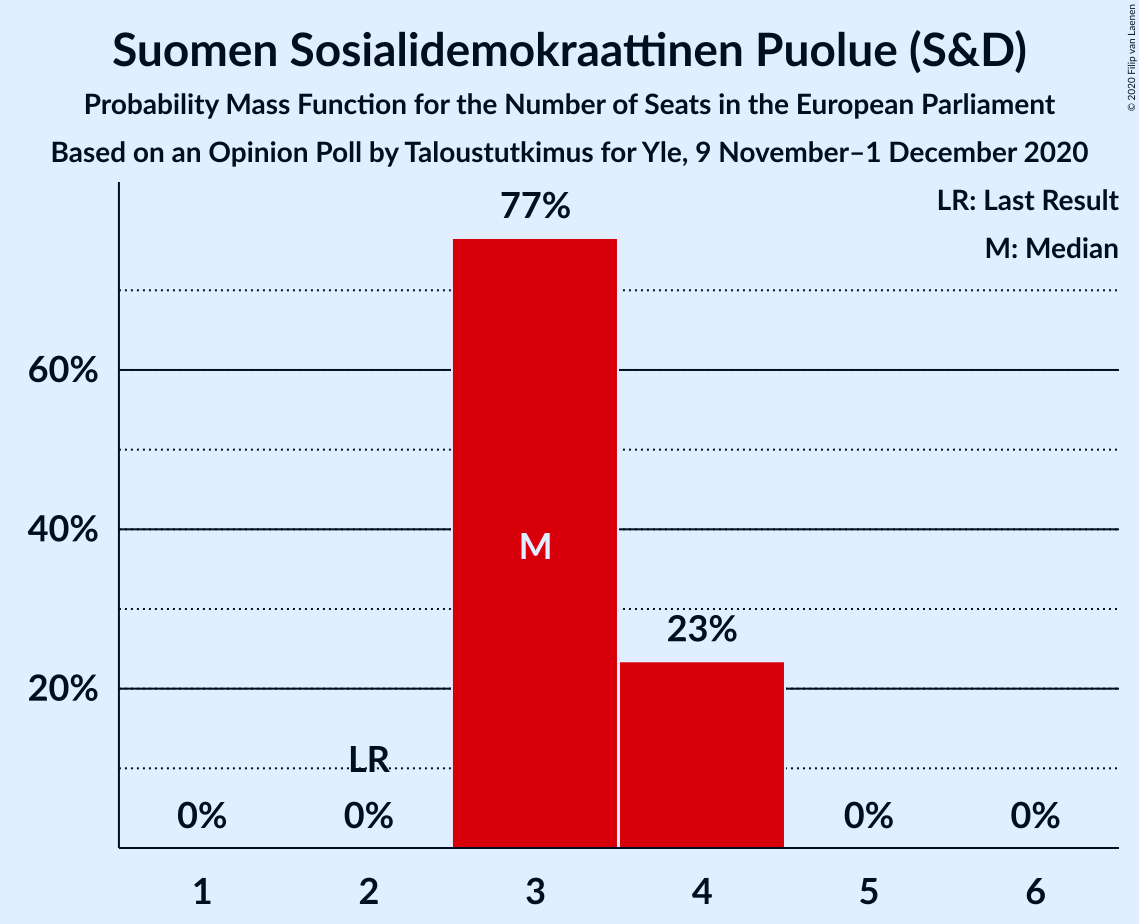 Suomen Sosialidemokraattinen Puolue (S&D)
Probability Mass Function for the Number of Seats in the European Parliament
Based on an Opinion Poll by Taloustutkimus for Yle, 9 November–1 December 2020
© 2020 Filip van Laenen
LR: Last Result
M: Median
77%
60%
40%
M
23%
20%
LR
0% 0% 0% 0%
1 2 3 4 5 6